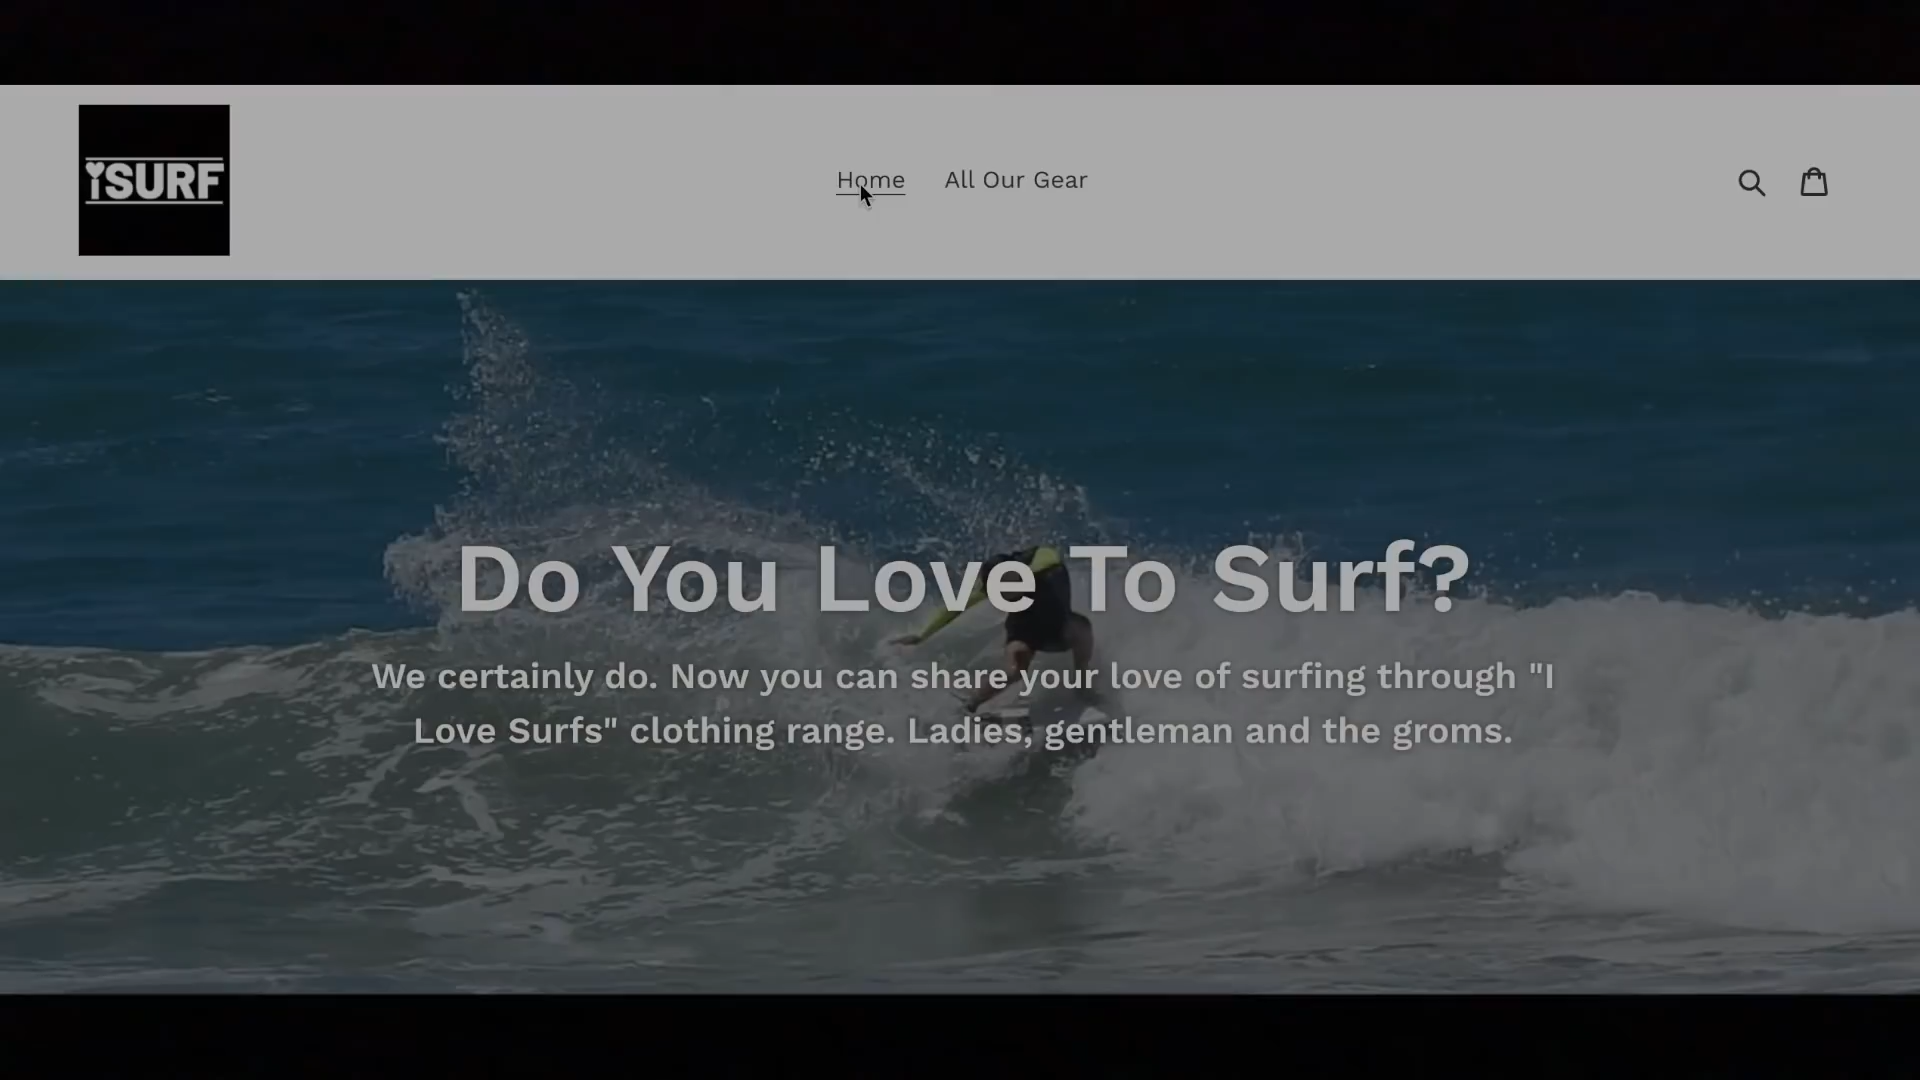 iSURF
Home
All Our Gear
Do You Love To Surf?
We certainly do. Now you can share your love of surfing through "I
Love Surfs" clothing range. Ladies, gentleman and the groms.